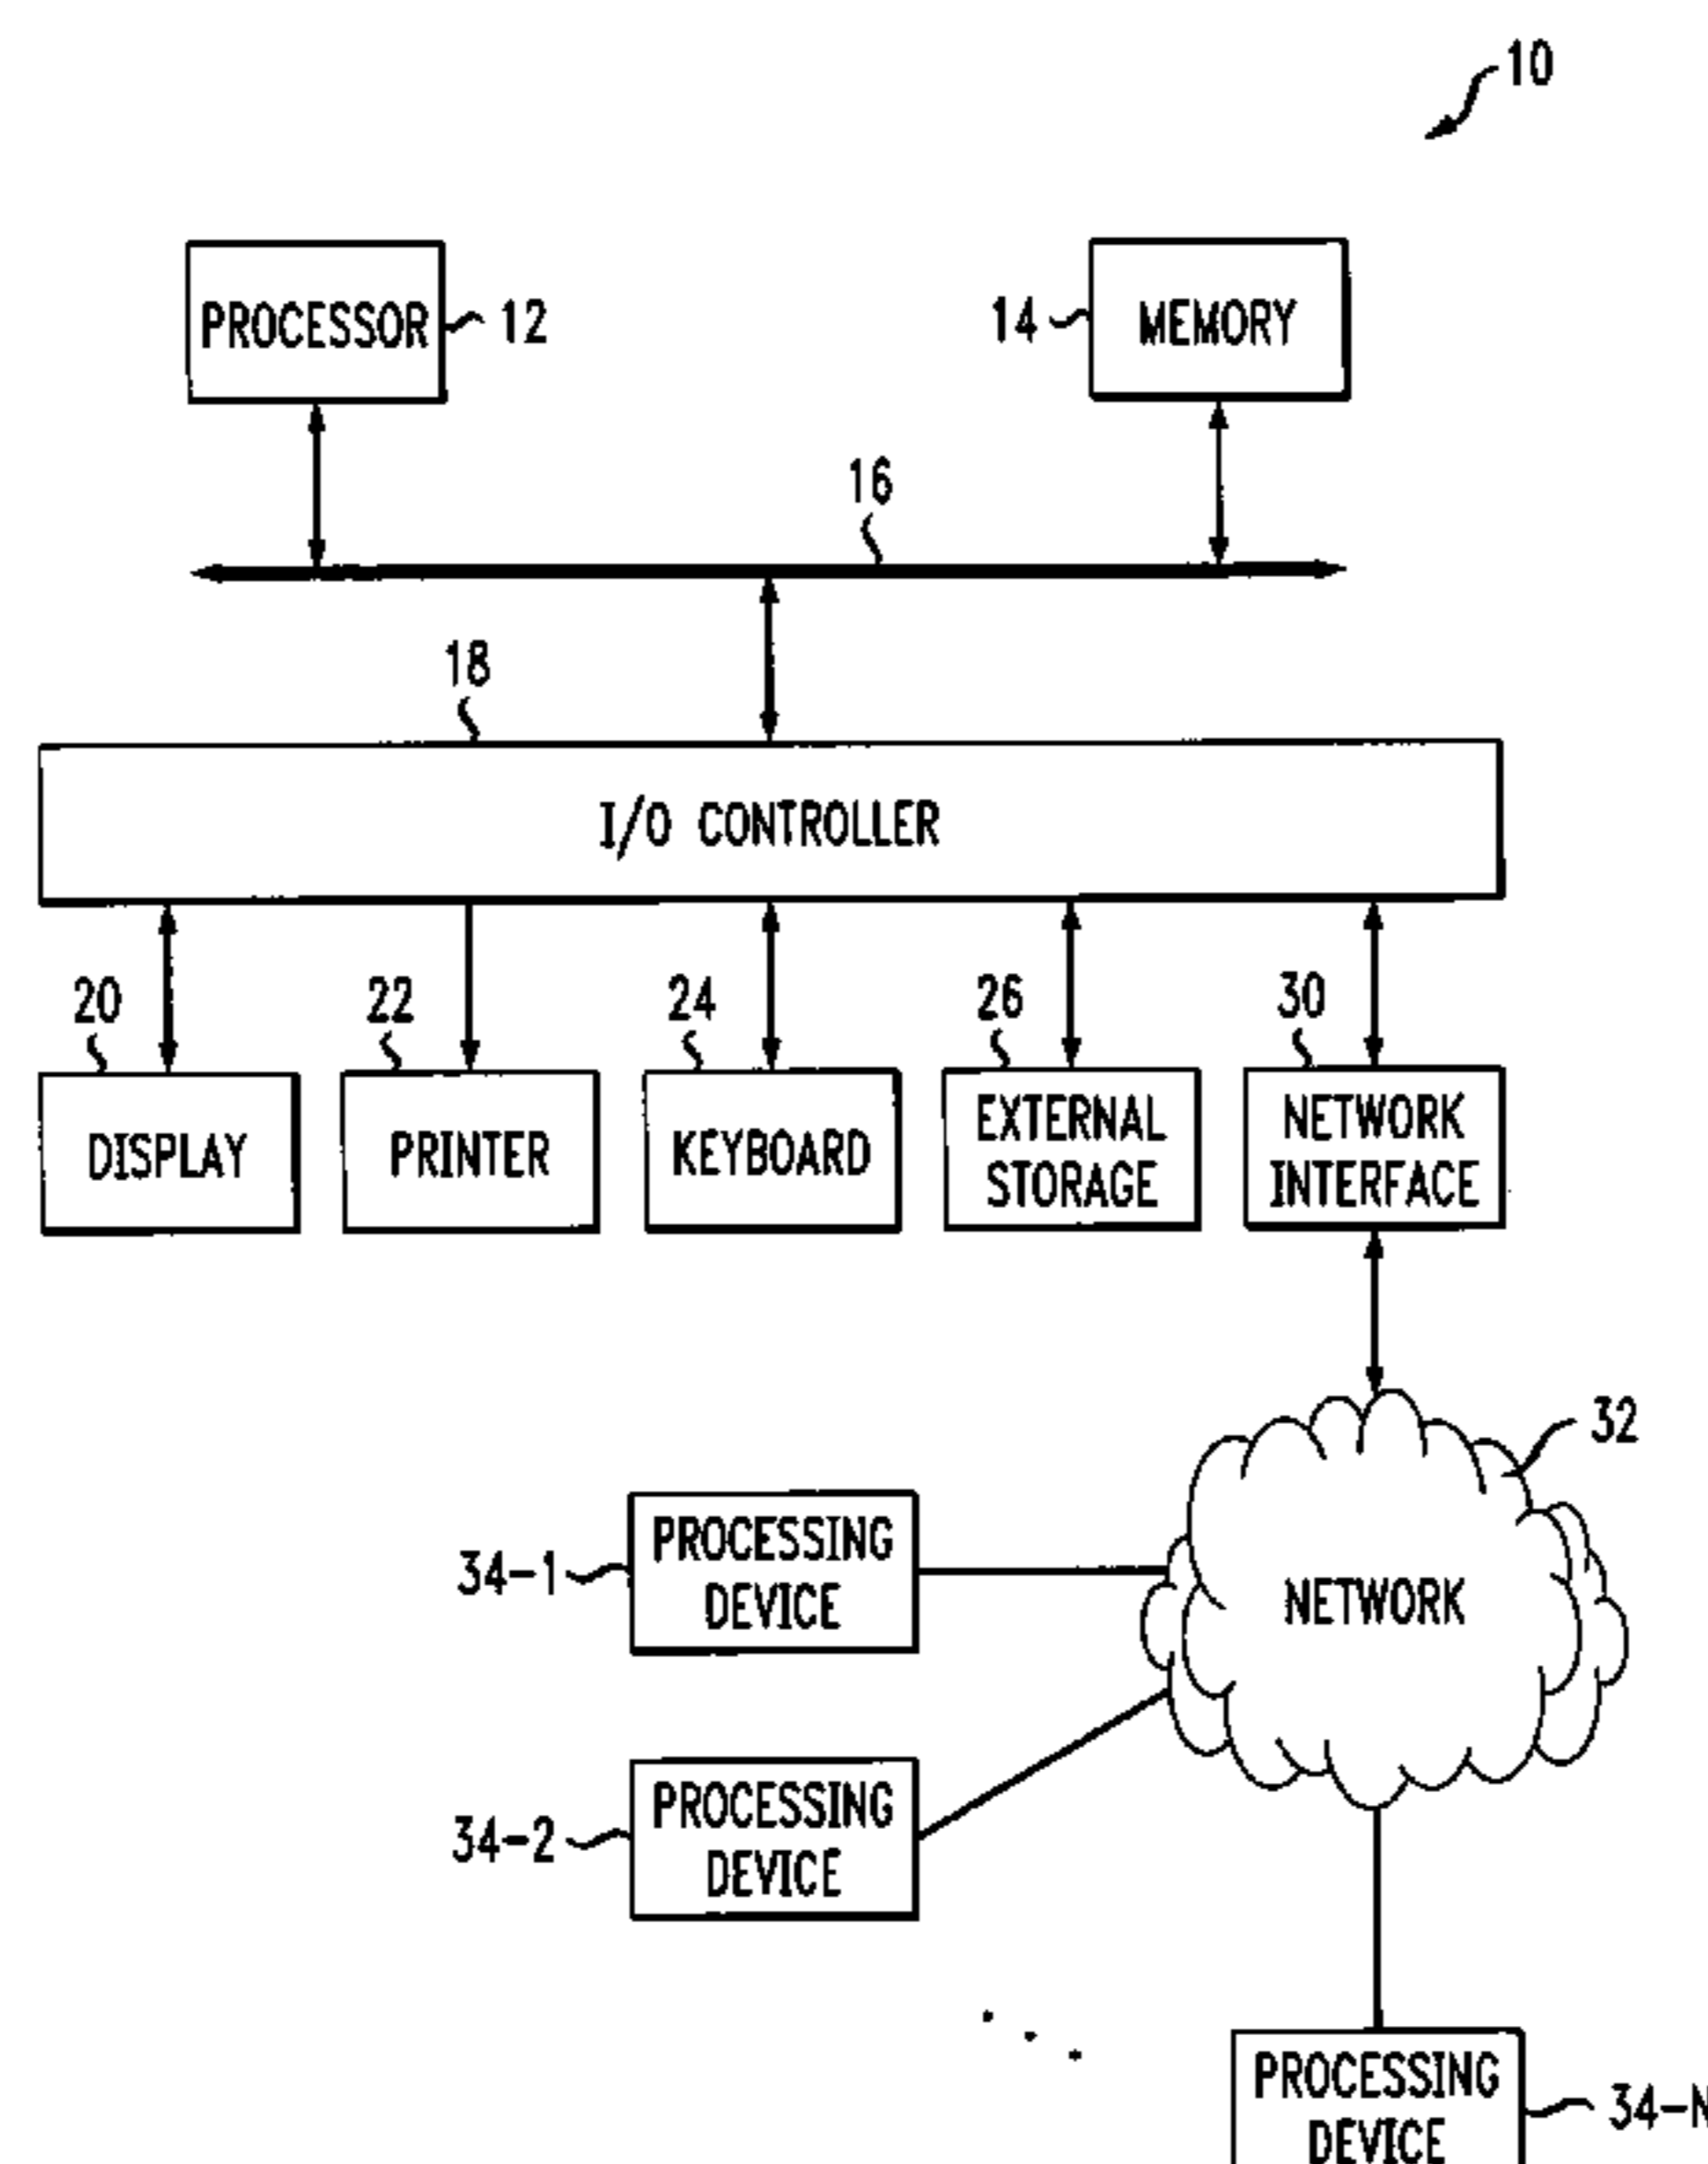 10
PROCESSOR
12
14
MEMORY
16
18
I/O CONTROLLER
20
22
24
26
30
DISPLAY
PRINTER
KEYBOARD
EXTERNAL
STORAGE
NETWORK
INTERFACE
32
34-1
PROCESSING
DEVICE
NETWORK
34-2
PROCESSING
DEVICE
PROCESSING
DEVICE
34-N